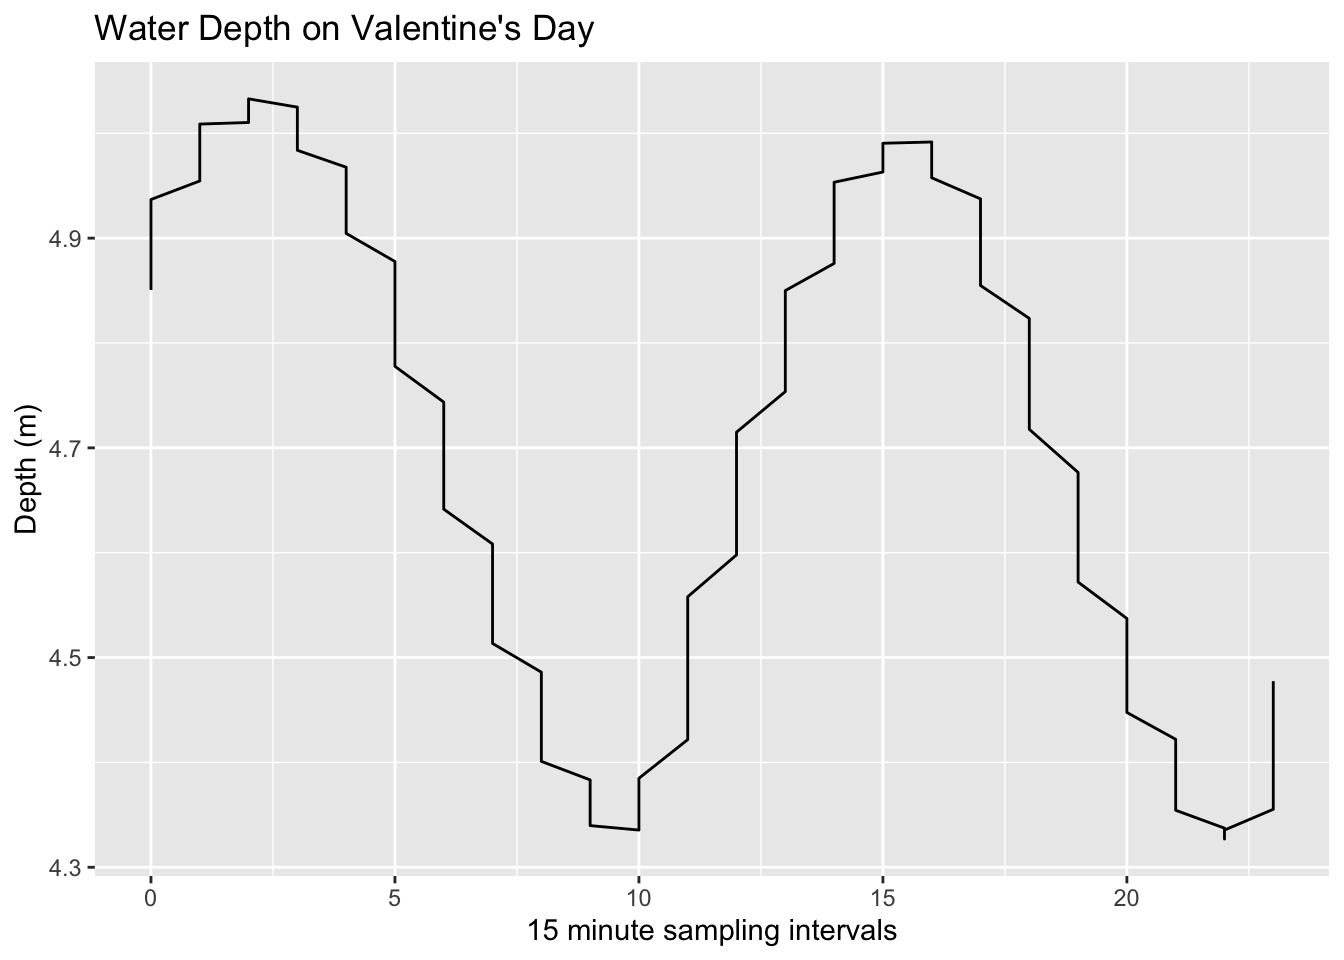 Water Depth on Valentine's Day
Depth (m)
4.9
4.7
4.5
4.3
0 5 10 15 20
15 minute sampling intervals